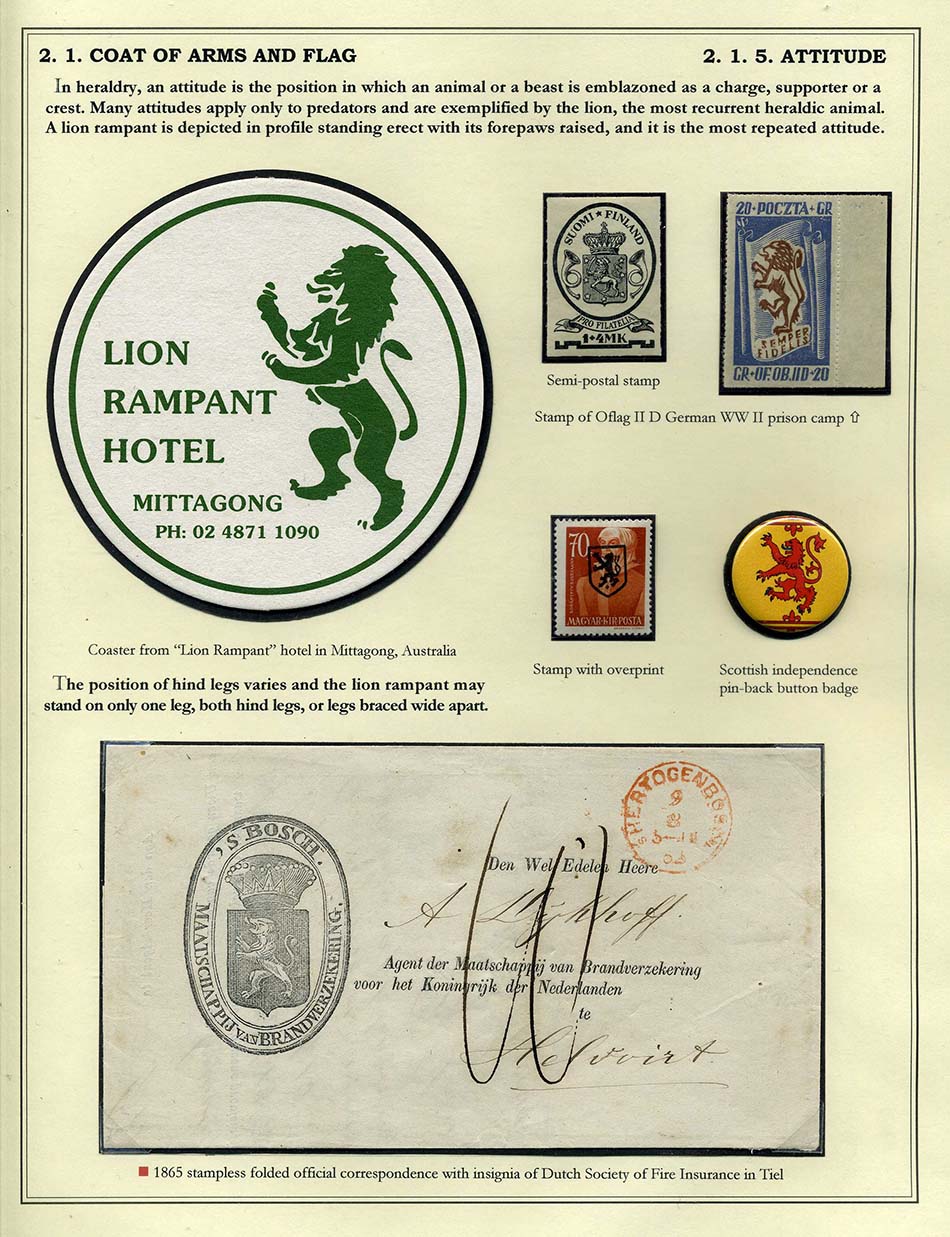 2. 1. COAT OF ARMS AND FLAG
2. 1. 5. ATTITUDE
In heraldry, an attitude is the position in which an animal or a beast is emblazoned as a charge, supporter or a
crest. Many attitudes apply only to predators and are exemplified by the lion, the most recurrent heraldic animal.
A lion rampant is depicted in profile standing erect with its forepaws raised, and it is the most repeated attitude.
LION
RAMPANT
HOTEL
MITTAGONG
PH: 02 4871 1090
Coaster from “Lion Rampant” hotel in Mittagong, Australia
SUOMI ★ FINLAND
PRO FILATELIA
1+4MK
Semi-postal stamp
20+POCZTA+GR
SEMPER
FIDELIS
GR+OF.OB.IID+20
Stamp of Oflag II D German WW II prison camp ⇧
70
MAGYAR·KIR·POSTA
Stamp with overprint
Scottish independence
pin-back button badge
The position of hind legs varies and the lion rampant may
stand on only one leg, both hind legs, or legs braced wide apart.
'S BOSCH.
MAATSCHAPPIJ VAN BRANDVERZEKERING.
SHERTOGENBOSCH
9
8
Den Wel Edelen Heere
A
Agent der Maatschappij van Brandverzekering
voor het Koningrijk der Nederlanden
te
Helvoirt
■ 1865 stampless folded official correspondence with insignia of Dutch Society of Fire Insurance in Tiel